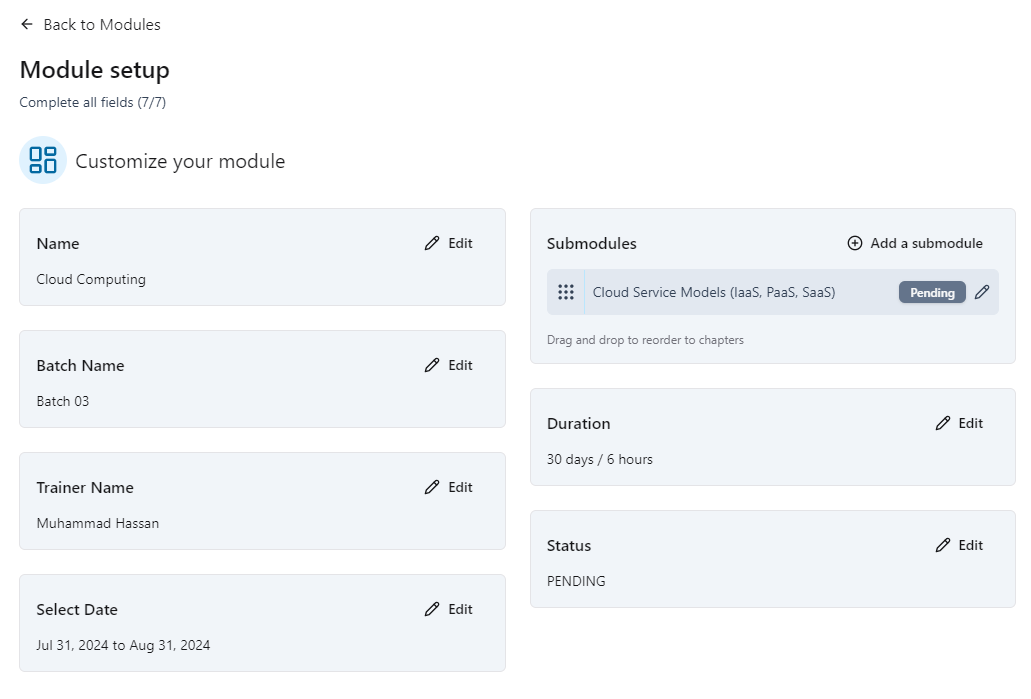 Back to Modules
Module setup
Complete all fields (7/7)
Customize your module
Name
Edit
Cloud Computing
Batch Name
Edit
Batch 03
Trainer Name
Edit
Muhammad Hassan
Select Date
Edit
Jul 31, 2024 to Aug 31, 2024
Submodules
Add a submodule
Cloud Service Models (IaaS, PaaS, SaaS)
Pending
Drag and drop to reorder to chapters
Duration
Edit
30 days / 6 hours
Status
Edit
PENDING